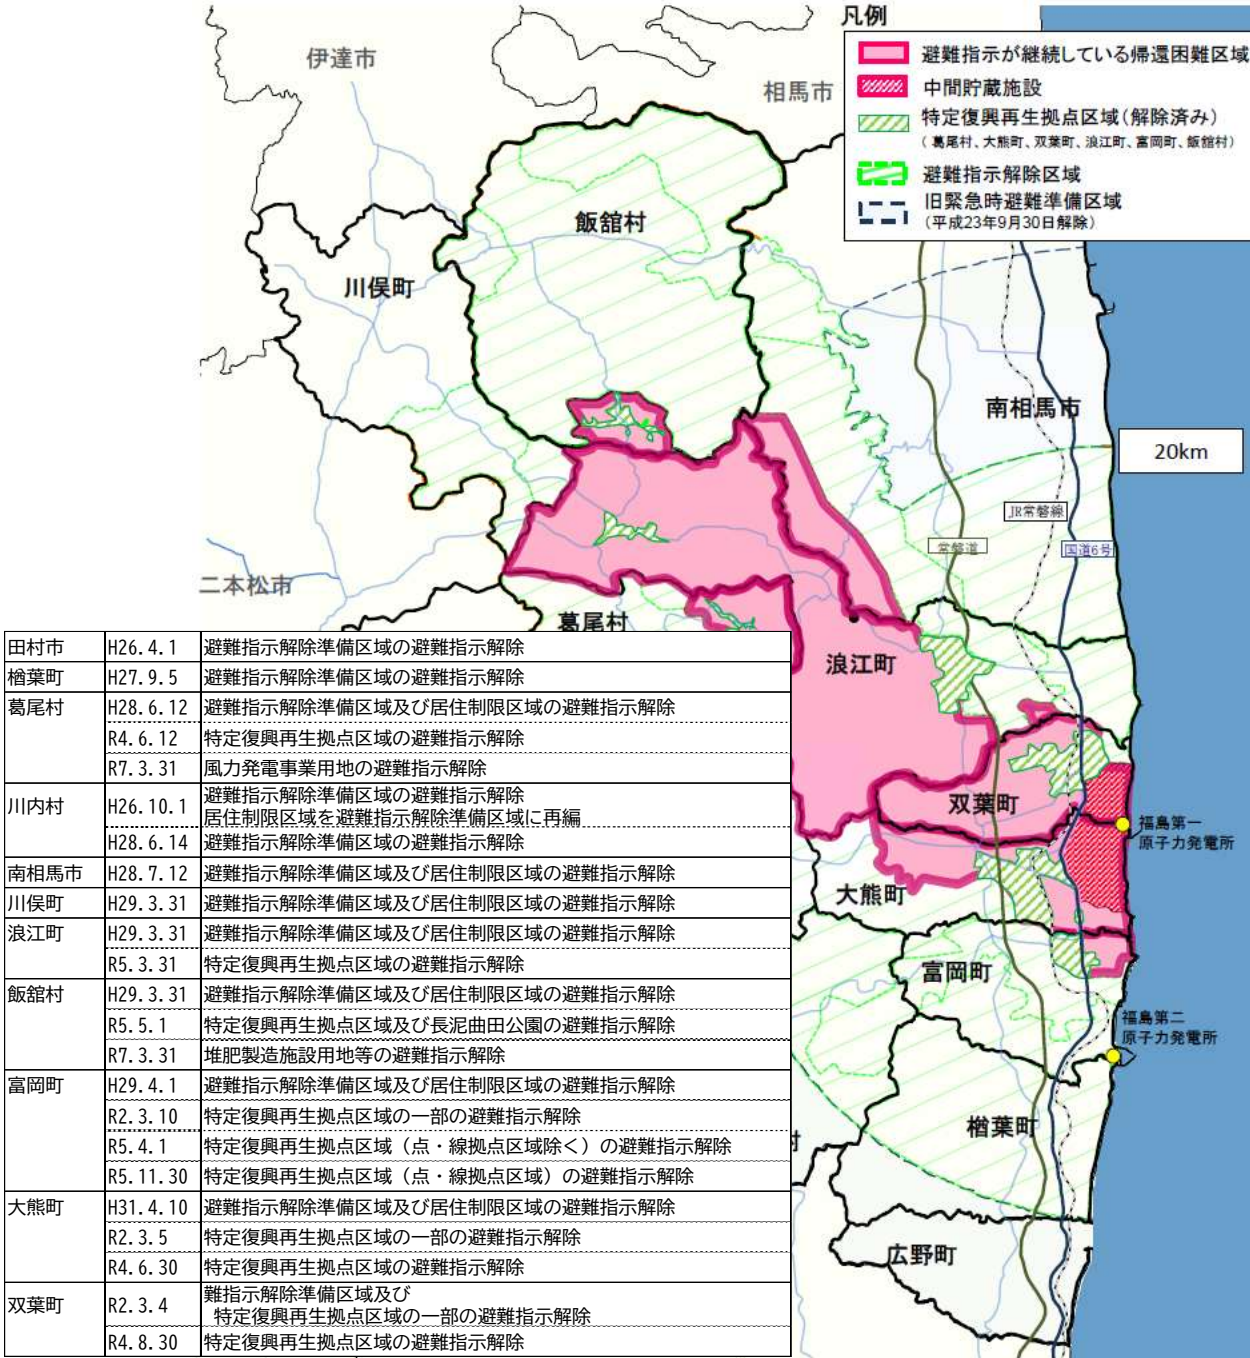 凡例
避難指示が継続している帰還困難区域
中間貯蔵施設
特定復興再生拠点区域(解除済み)
(葛尾村、大熊町、双葉町、浪江町、富岡町、飯舘村)
避難指示解除区域
旧緊急時避難準備区域
(平成23年9月30日解除)
伊達市
相馬市
飯舘村
川俣町
南相馬市
20km
JR常磐線
常磐道
国道6号
二本松市
葛尾村
浪江町
双葉町
福島第一
原子力発電所
大熊町
富岡町
福島第二
原子力発電所
楢葉町
村
広野町
田村市 H26.4.1 避難指示解除準備区域の避難指示解除
楢葉町 H27.9.5 避難指示解除準備区域の避難指示解除
葛尾村 H28.6.12 避難指示解除準備区域及び居住制限区域の避難指示解除
R4.6.12 特定復興再生拠点区域の避難指示解除
R7.3.31 風力発電事業用地の避難指示解除
川内村 H26.10.1 避難指示解除準備区域の避難指示解除
居住制限区域を避難指示解除準備区域に再編
H28.6.14 避難指示解除準備区域の避難指示解除
南相馬市 H28.7.12 避難指示解除準備区域及び居住制限区域の避難指示解除
川俣町 H29.3.31 避難指示解除準備区域及び居住制限区域の避難指示解除
浪江町 H29.3.31 避難指示解除準備区域及び居住制限区域の避難指示解除
R5.3.31 特定復興再生拠点区域の避難指示解除
飯舘村 H29.3.31 避難指示解除準備区域及び居住制限区域の避難指示解除
R5.5.1 特定復興再生拠点区域及び長泥曲田公園の避難指示解除
R7.3.31 堆肥製造施設用地等の避難指示解除
富岡町 H29.4.1 避難指示解除準備区域及び居住制限区域の避難指示解除
R2.3.10 特定復興再生拠点区域の一部の避難指示解除
R5.4.1 特定復興再生拠点区域（点・線拠点区域除く）の避難指示解除
R5.11.30 特定復興再生拠点区域（点・線拠点区域）の避難指示解除
大熊町 H31.4.10 避難指示解除準備区域及び居住制限区域の避難指示解除
R2.3.5 特定復興再生拠点区域の一部の避難指示解除
R4.6.30 特定復興再生拠点区域の避難指示解除
双葉町 R2.3.4 難指示解除準備区域及び
特定復興再生拠点区域の一部の避難指示解除
R4.8.30 特定復興再生拠点区域の避難指示解除